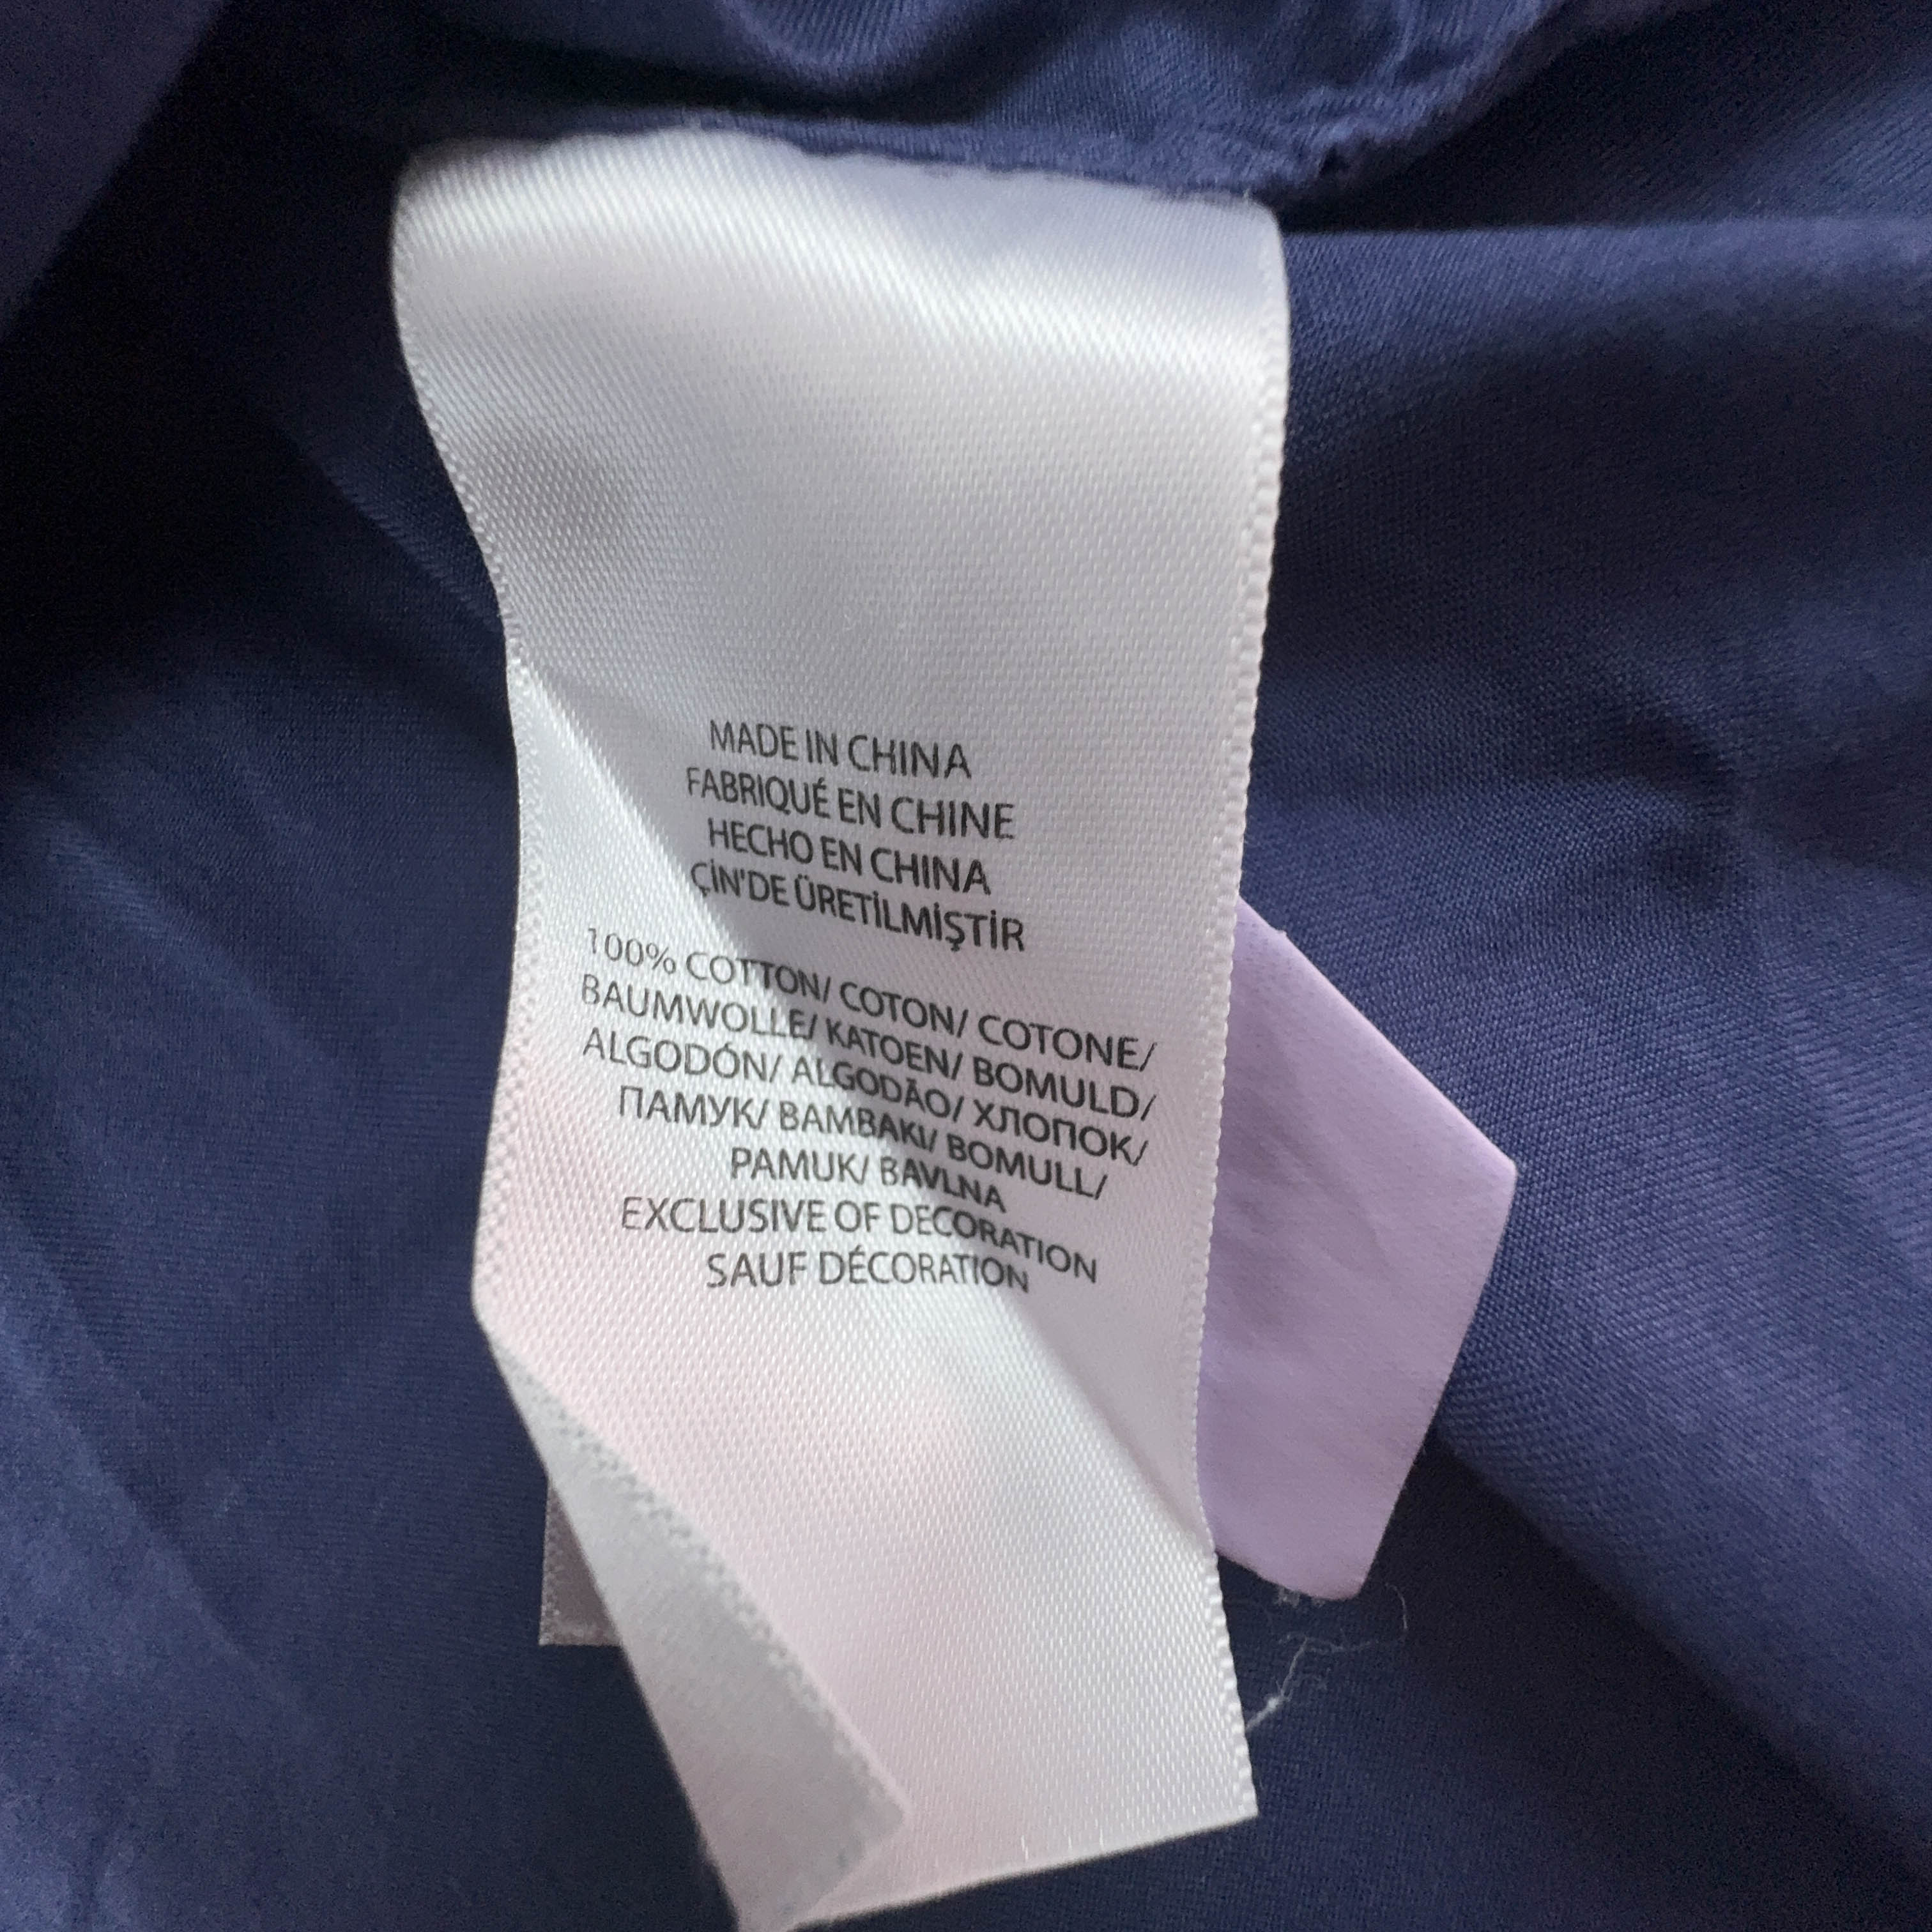 MADE IN CHINA
FABRIQUÉ EN CHINE
HECHO EN CHINA
ÇİN'DE ÜRETİLMİŞTİR
100% COTTON/ COTON/ COTONE/
BAUMWOLLE/ KATOEN/ BOMULD/
ALGODÓN/ ALGODÃO/ ХЛОПОК/
ПАМУК/ BAMBAKI/ BOMULL/
PAMUK/ BAVLNA
EXCLUSIVE OF DECORATION
SAUF DÉCORATION